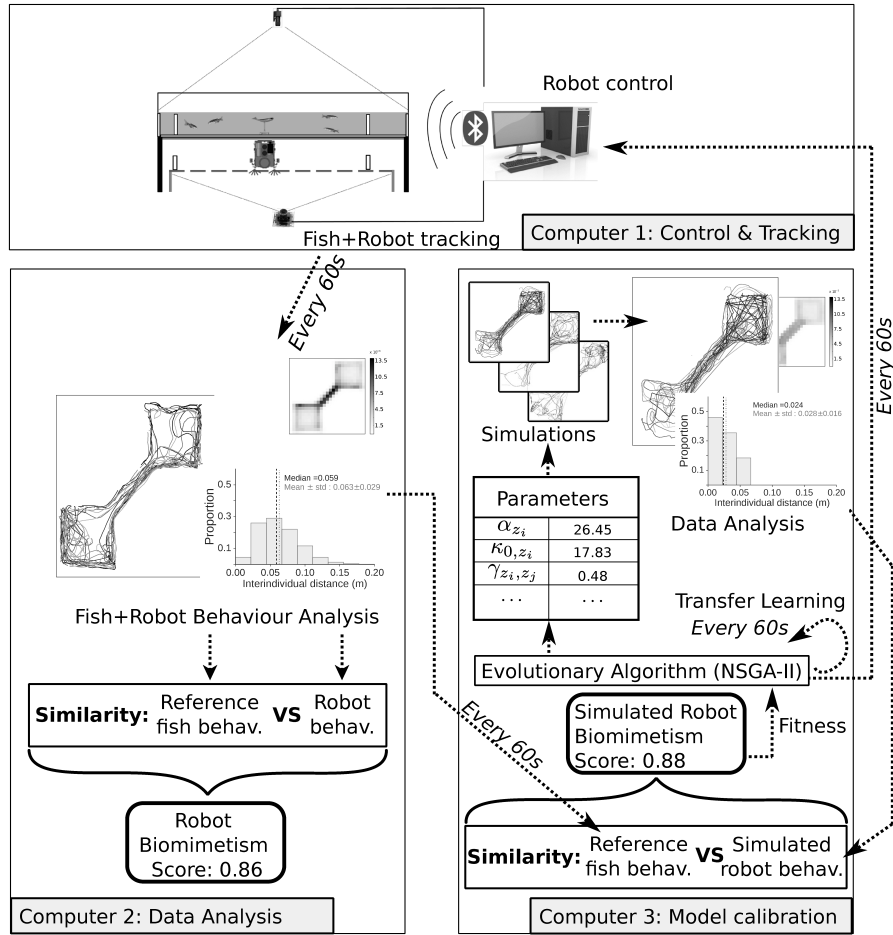 Robot control
Computer 1: Control & Tracking
Fish+Robot tracking
Every 60s
13.5
10.5
7.5
4.5
1.5
Median =0.059
Mean ± std : 0.063±0.029
Proportion
0.5
0.3
0.1
0.00 0.05 0.10 0.15 0.20
Interindividual distance (m)
Fish+Robot Behaviour Analysis
Similarity: Reference fish behav. VS Robot behav.
Robot
Biomimetism
Score: 0.86
Computer 2: Data Analysis
Simulations
13.5
10.5
7.5
4.5
1.5
Median =0.024
Mean ± std : 0.028±0.016
Proportion
0.5
0.3
0.1
0.00 0.05 0.10 0.15 0.20
Interindividual distance (m)
Data Analysis
Parameters
α_{z_i} 26.45
κ_{0,z_i} 17.83
γ_{z_i,z_j} 0.48
... ...
Transfer Learning
Every 60s
Evolutionary Algorithm (NSGA-II)
Simulated Robot
Biomimetism
Score: 0.88
Fitness
Every 60s
Similarity: Reference fish behav. VS Simulated robot behav.
Computer 3: Model calibration
Every 60s